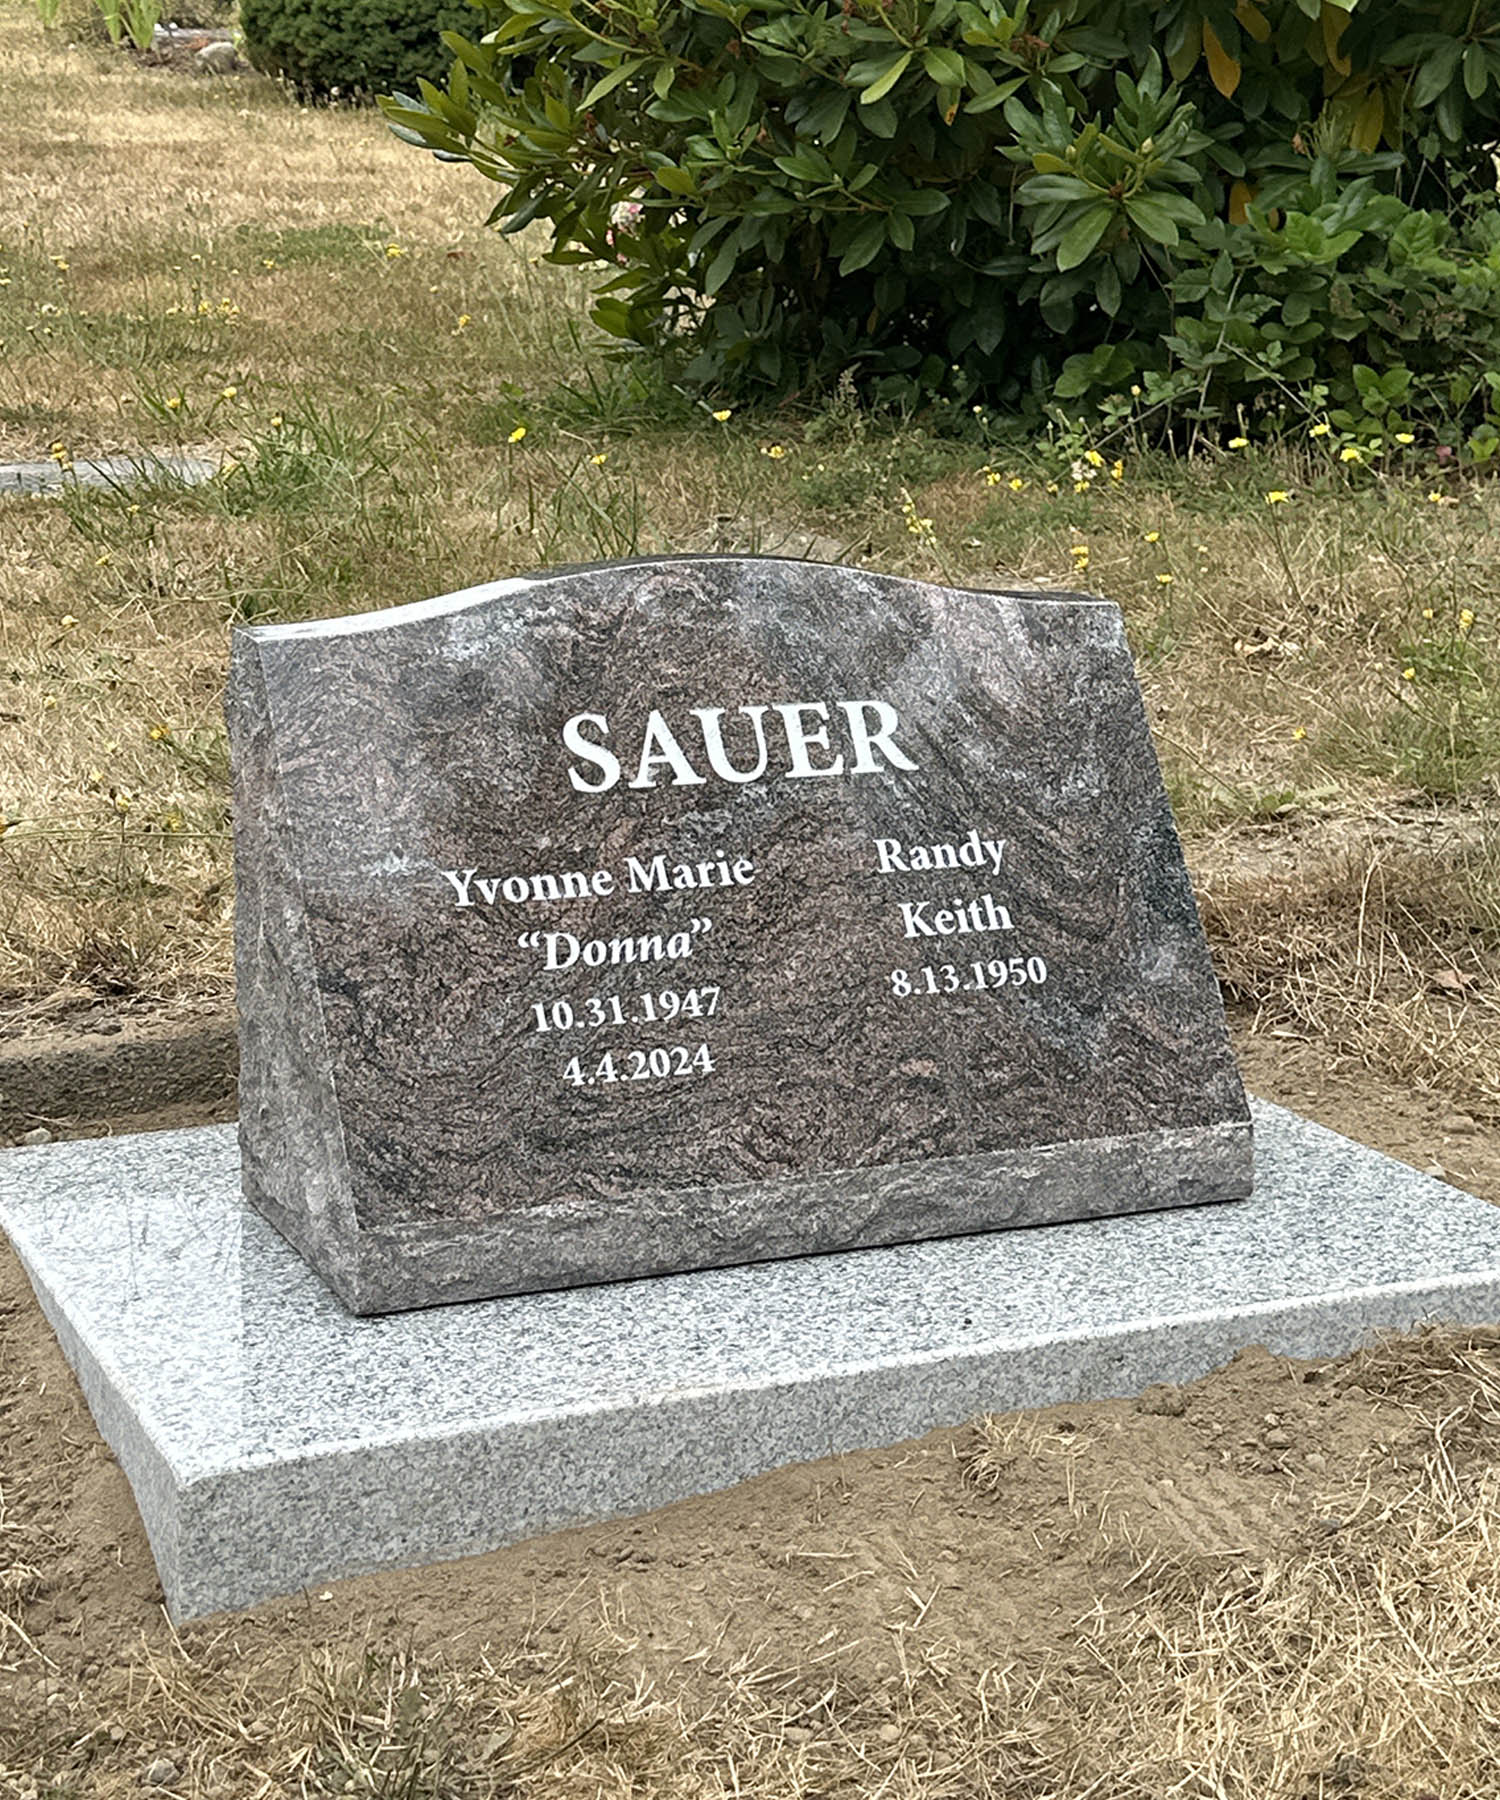 SAUER
Yvonne Marie
“Donna”
10.31.1947
4.4.2024
Randy
Keith
8.13.1950